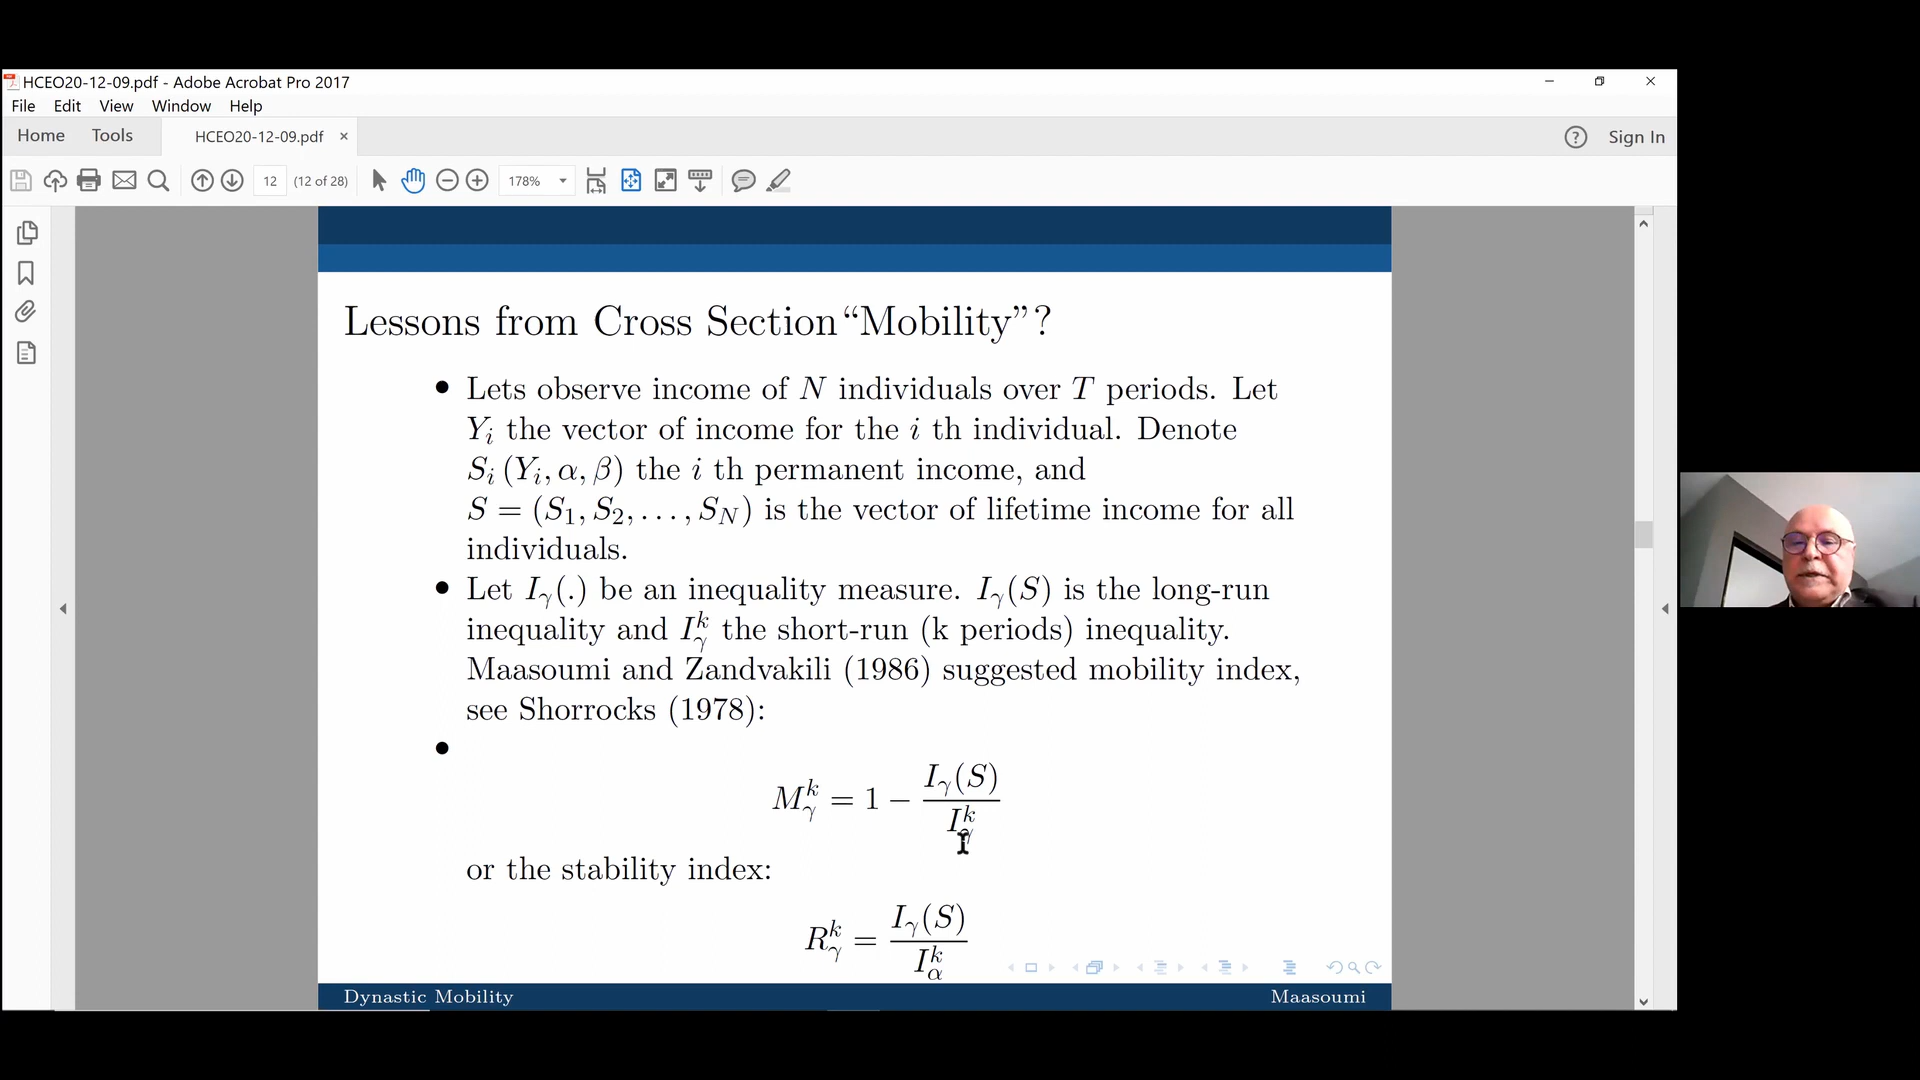 HCEO20-12-09.pdf - Adobe Acrobat Pro 2017
File Edit View Window Help
Home Tools HCEO20-12-09.pdf × Sign In
12 (12 of 28) 178%
Lessons from Cross Section“Mobility”?
• Lets observe income of N individuals over T periods. Let
Y_i the vector of income for the i th individual. Denote
S_i (Y_i, α, β) the i th permanent income, and
S = (S_1, S_2, . . . , S_N) is the vector of lifetime income for all
individuals.
• Let I_γ(.) be an inequality measure. I_γ(S) is the long-run
inequality and I_γ^k the short-run (k periods) inequality.
Maasoumi and Zandvakili (1986) suggested mobility index,
see Shorrocks (1978):
•
M_γ^k = 1 − I_γ(S) / I_γ^k
or the stability index:
R_γ^k = I_γ(S) / I_α^k
Dynastic Mobility Maasoumi